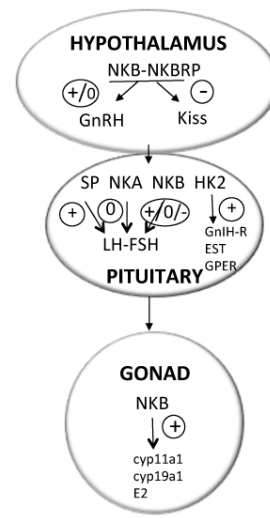 HYPOTHALAMUS
NKB-NKBRP
+/0 -
GnRH Kiss
SP NKA NKB HK2
+ 0 +/0/- +
LH-FSH GnIH-R
EST
GPER
PITUITARY
GONAD
NKB
+
cyp11a1
cyp19a1
E2